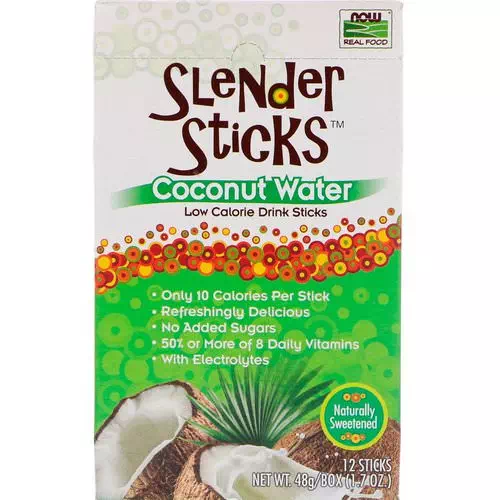 NOW
REAL FOOD
SLeNder
SticKs™
Coconut Water
Low Calorie Drink Sticks
• Only 10 Calories Per Stick
• Refreshingly Delicious
• No Added Sugars
• 50% or More of 8 Daily Vitamins
• With Electrolytes
Naturally
Sweetened
12 STICKS
NET WT. 48g/BOX (1.7 OZ.)